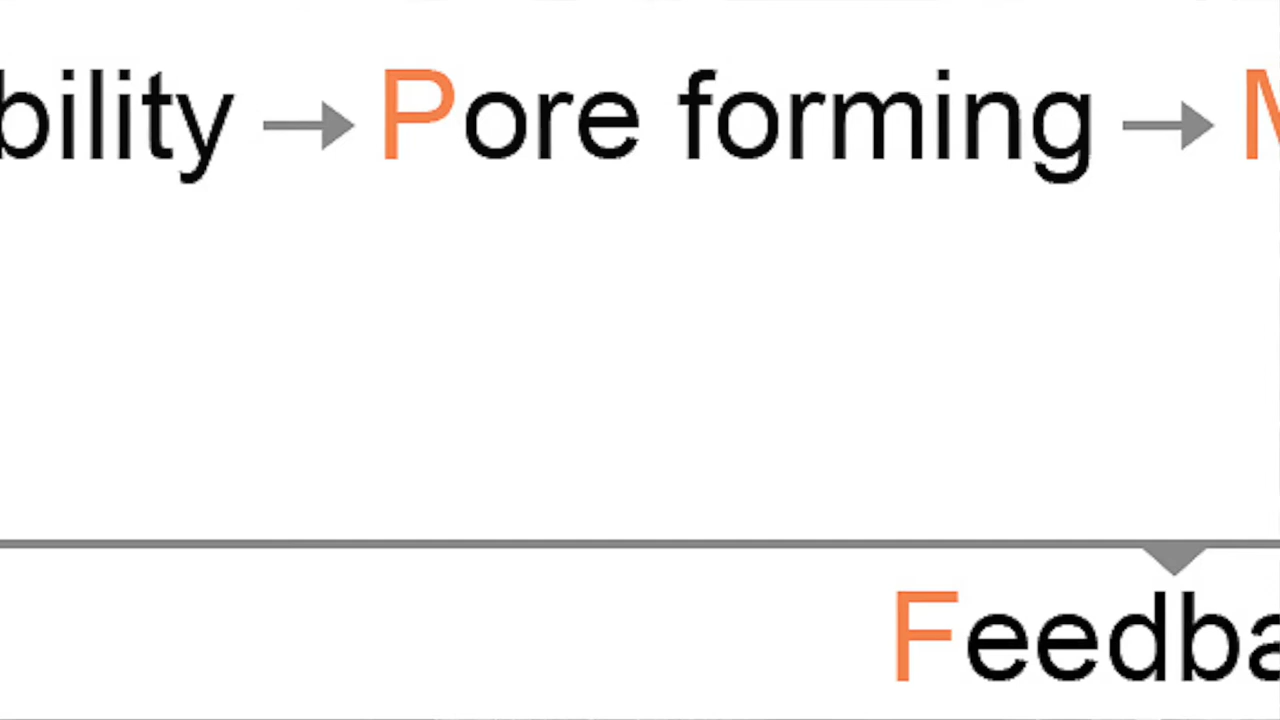 bility → Pore forming →
Feedba